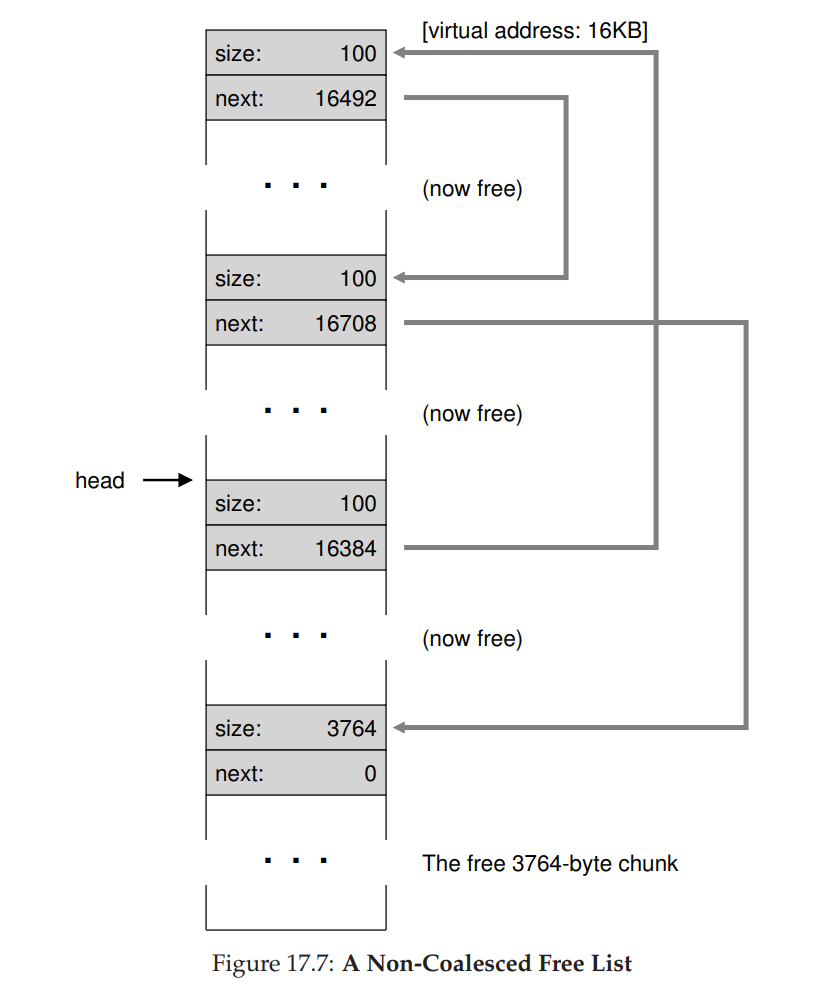 [virtual address: 16KB]
size: 100
next: 16492
. . .
(now free)
size: 100
next: 16708
. . .
(now free)
head
size: 100
next: 16384
. . .
(now free)
size: 3764
next: 0
. . .
The free 3764-byte chunk
Figure 17.7: A Non-Coalesced Free List